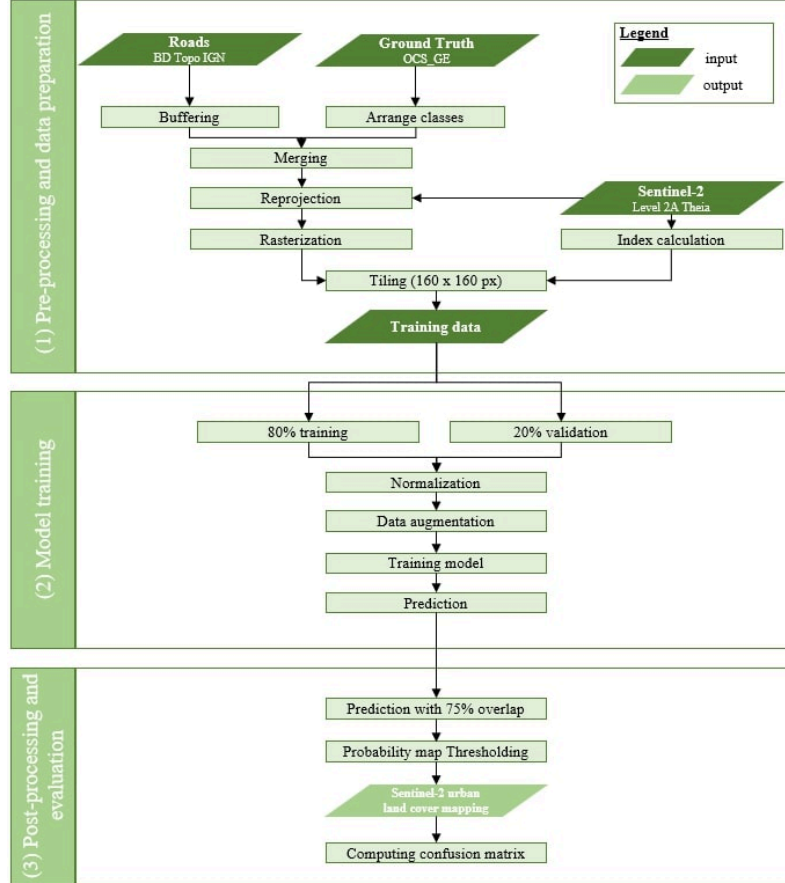 (1) Pre-processing and data preparation
Roads
BD Topo IGN
Ground Truth
OCS_GE
Legend
input
output
Buffering
Arrange classes
Merging
Reprojection
Sentinel-2
Level 2A Theia
Rasterization
Index calculation
Tiling (160 x 160 px)
Training data
(2) Model training
80% training
20% validation
Normalization
Data augmentation
Training model
Prediction
(3) Post-processing and
evaluation
Prediction with 75% overlap
Probability map Thresholding
Sentinel-2 urban
land cover mapping
Computing confusion matrix